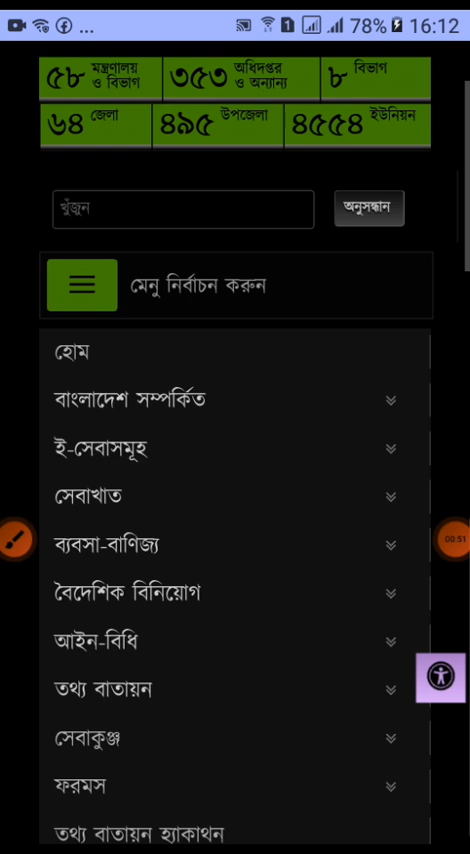 ... 1 78% 16:12
৫৮ মন্ত্রণালয় ও বিভাগ ৩৫৩ অধিদপ্তর ও অন্যান্য ৮ বিভাগ
৬৪ জেলা ৪৯৫ উপজেলা ৪৫৫৪ ইউনিয়ন
খুঁজুন অনুসন্ধান
মেনু নির্বাচন করুন
হোম
বাংলাদেশ সম্পর্কিত
ই-সেবাসমূহ
সেবাখাত
00:51
ব্যবসা-বাণিজ্য
বৈদেশিক বিনিয়োগ
আইন-বিধি
তথ্য বাতায়ন
সেবাকুঞ্জ
ফরমস
তথ্য বাতায়ন হ্যাকাথন